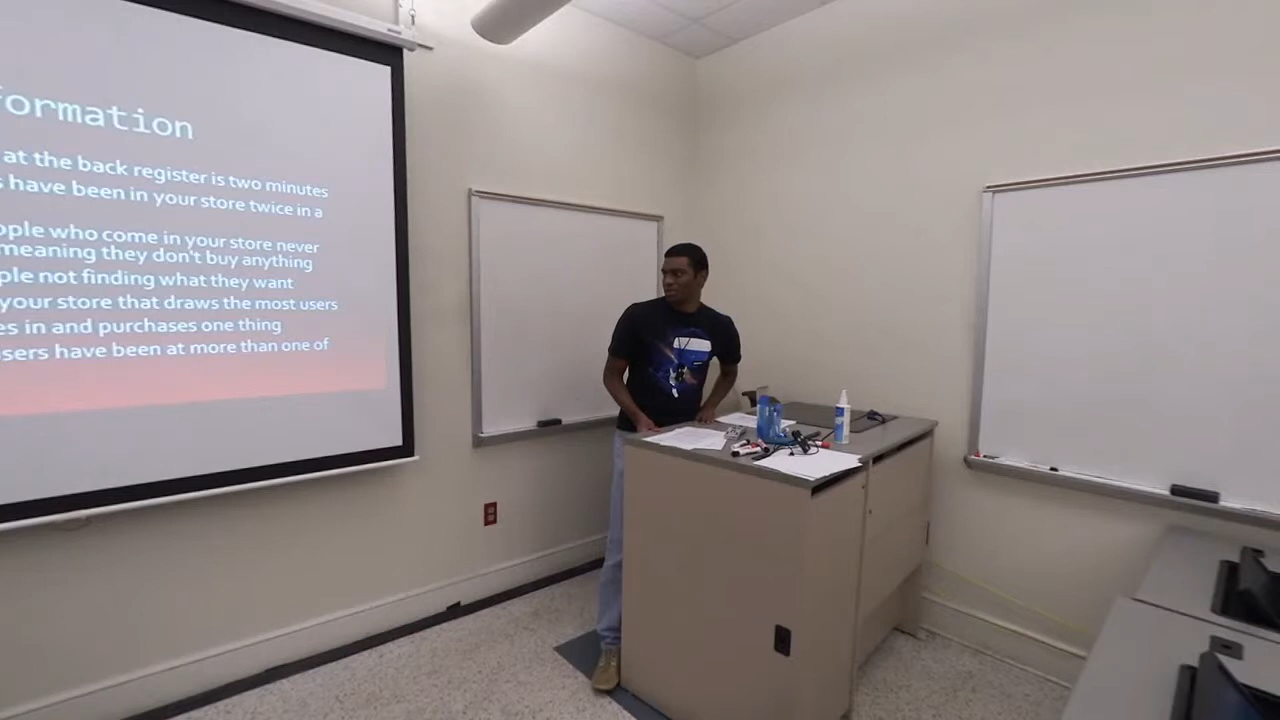 formation
at the back register is two minutes
s have been in your store twice in a
ople who come in your store never
meaning they don't buy anything
ple not finding what they want
your store that draws the most users
es in and purchases one thing
users have been at more than one of